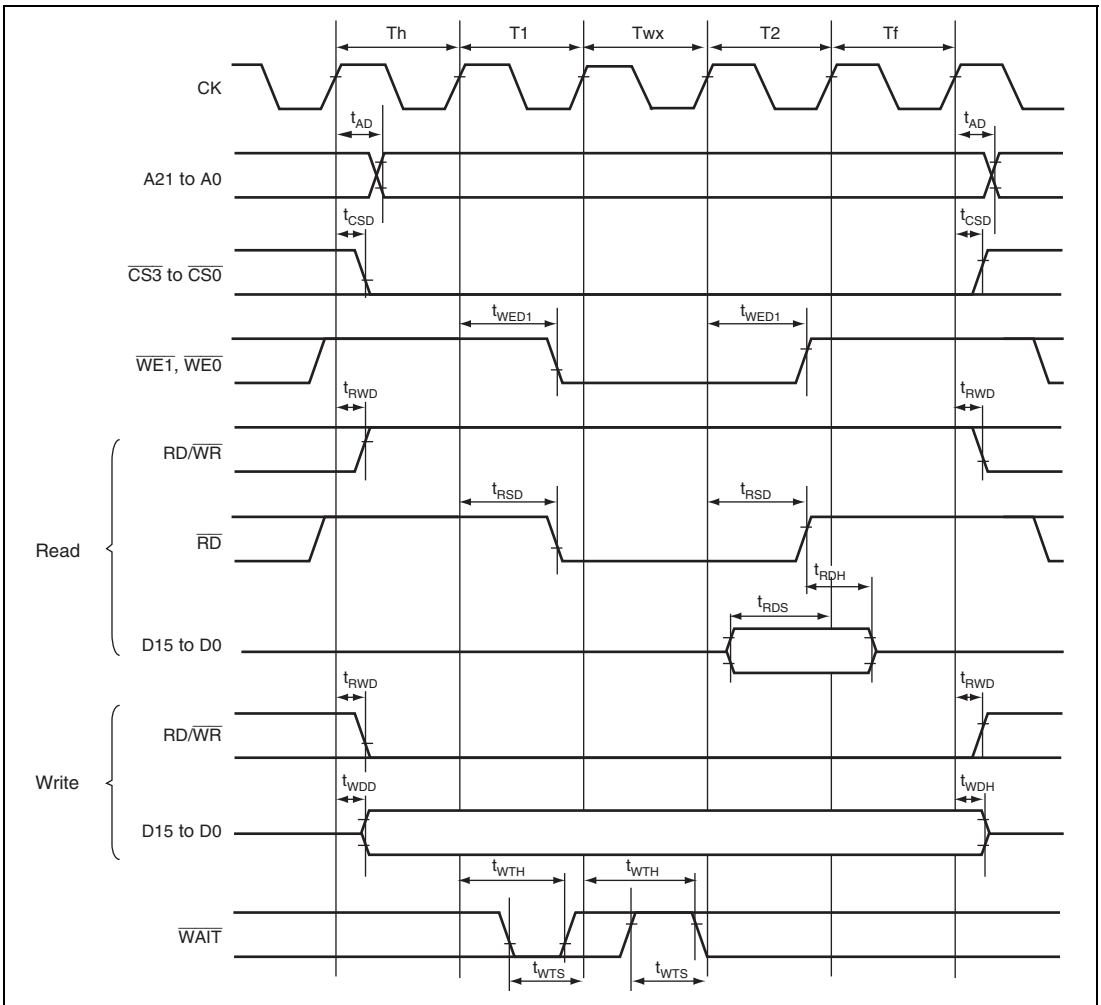 Th T1 Twx T2 Tf
CK
tAD tAD
A21 to A0
tCSD tCSD
CS3 to CS0
tWED1 tWED1
WE1, WE0
tRWD tRWD
RD/WR
tRSD tRSD
RD
Read
tRDH
tRDS
D15 to D0
tRWD tRWD
RD/WR
Write
tWDD tWDH
D15 to D0
tWTH tWTH
WAIT
tWTS tWTS